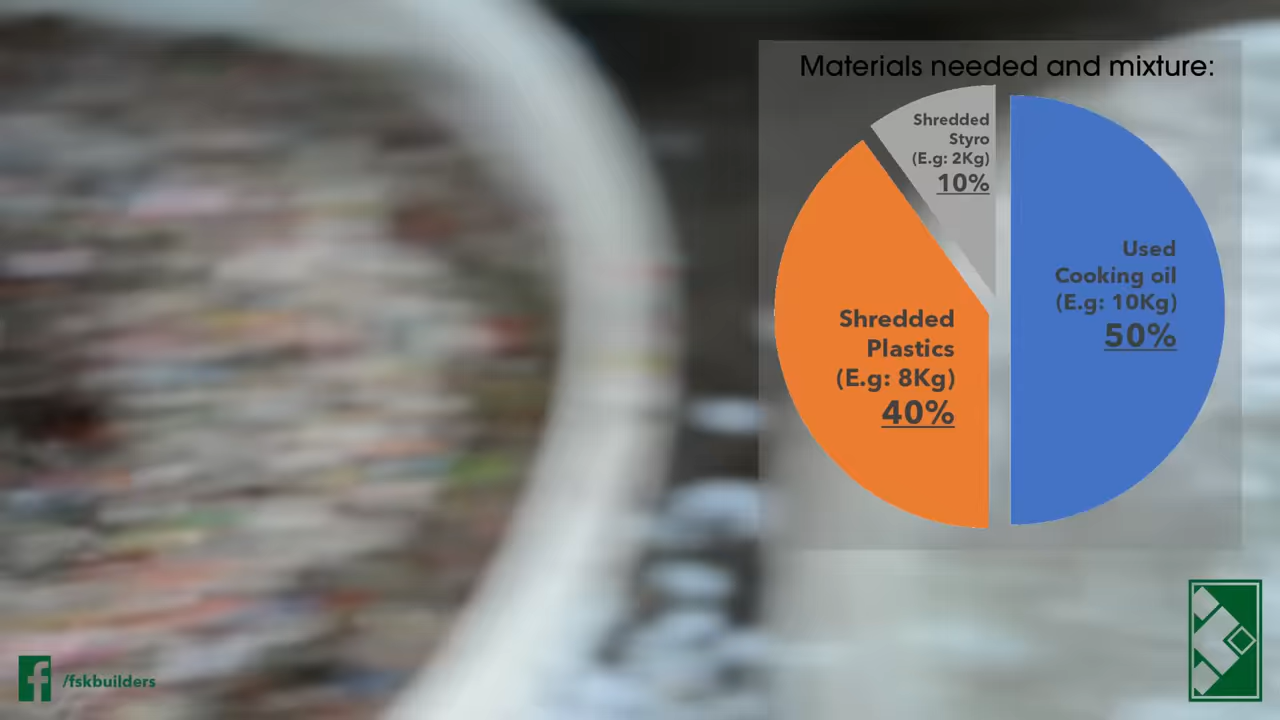 Materials needed and mixture:
Shredded
Styro
(E.g: 2Kg)
10%
Used
Cooking oil
(E.g: 10Kg)
50%
Shredded
Plastics
(E.g: 8Kg)
40%
/fskbuilders